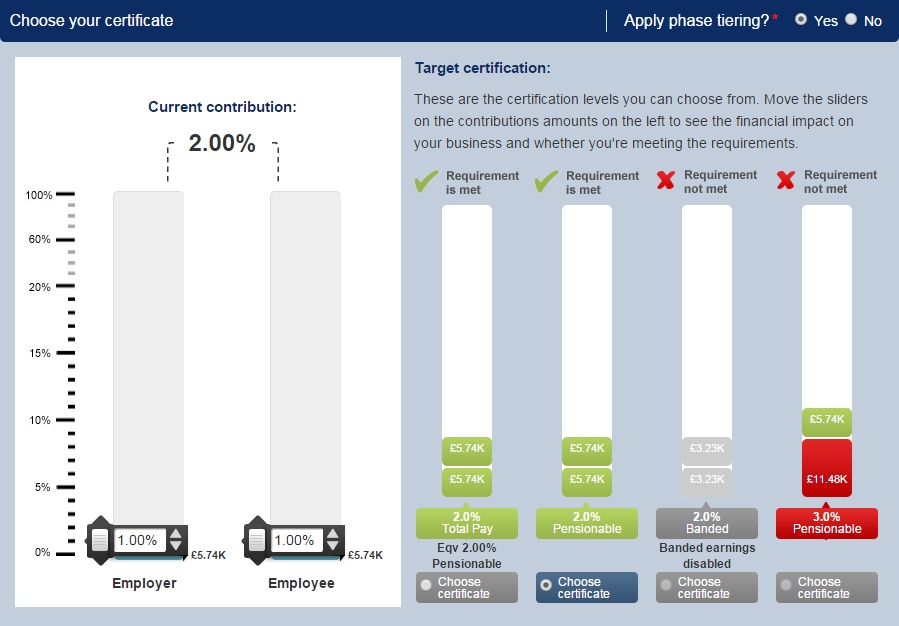 Choose your certificate
Apply phase tiering?* Yes No
Current contribution:
2.00%
100%
60%
20%
15%
10%
5%
0%
1.00%
£5.74K
1.00%
£5.74K
Employer
Employee
Target certification:
These are the certification levels you can choose from. Move the sliders
on the contributions amounts on the left to see the financial impact on
your business and whether you're meeting the requirements.
Requirement
is met
£5.74K
£5.74K
2.0%
Total Pay
Eqv 2.00%
Pensionable
Choose
certificate
Requirement
is met
£5.74K
£5.74K
2.0%
Pensionable
Choose
certificate
Requirement
not met
£3.23K
£3.23K
2.0%
Banded
Banded earnings
disabled
Choose
certificate
Requirement
not met
£5.74K
£11.48K
3.0%
Pensionable
Choose
certificate